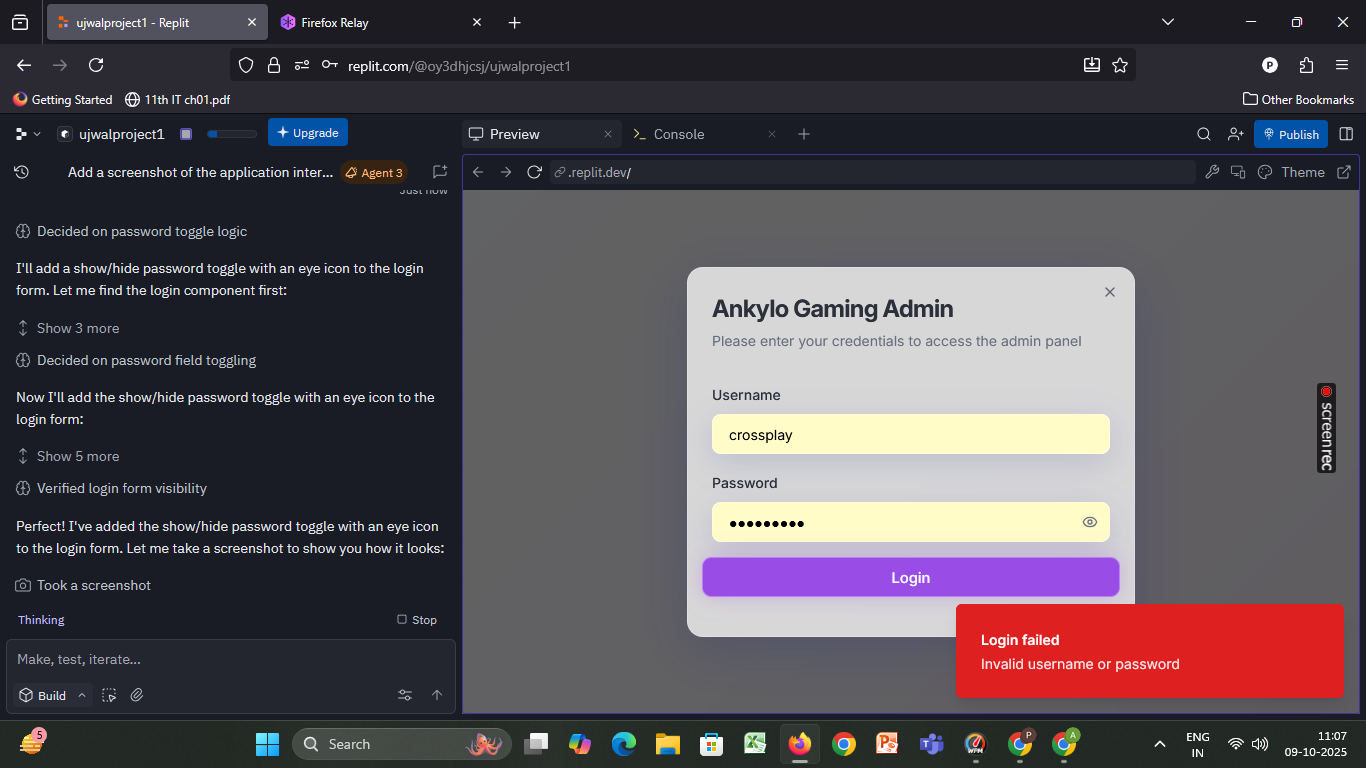 ujwalproject1 - Replit
Firefox Relay
replit.com/@oy3dhjcsj/ujwalproject1
P
Getting Started
11th IT ch01.pdf
Other Bookmarks
ujwalproject1
Upgrade
Preview
Console
Publish
Add a screenshot of the application inter...
Agent 3
.replit.dev/
Theme
Just now
Decided on password toggle logic
I'll add a show/hide password toggle with an eye icon to the login
form. Let me find the login component first:
Show 3 more
Decided on password field toggling
Now I'll add the show/hide password toggle with an eye icon to the
login form:
Show 5 more
Verified login form visibility
Perfect! I've added the show/hide password toggle with an eye icon
to the login form. Let me take a screenshot to show you how it looks:
Took a screenshot
Thinking
Stop
Make, test, iterate...
Build
Ankylo Gaming Admin
Please enter your credentials to access the admin panel
Username
crossplay
Password
●●●●●●●●●
Login
Login failed
Invalid username or password
screenrec
5
Search
WPM
P
A
ENG
IN
11:07
09-10-2025